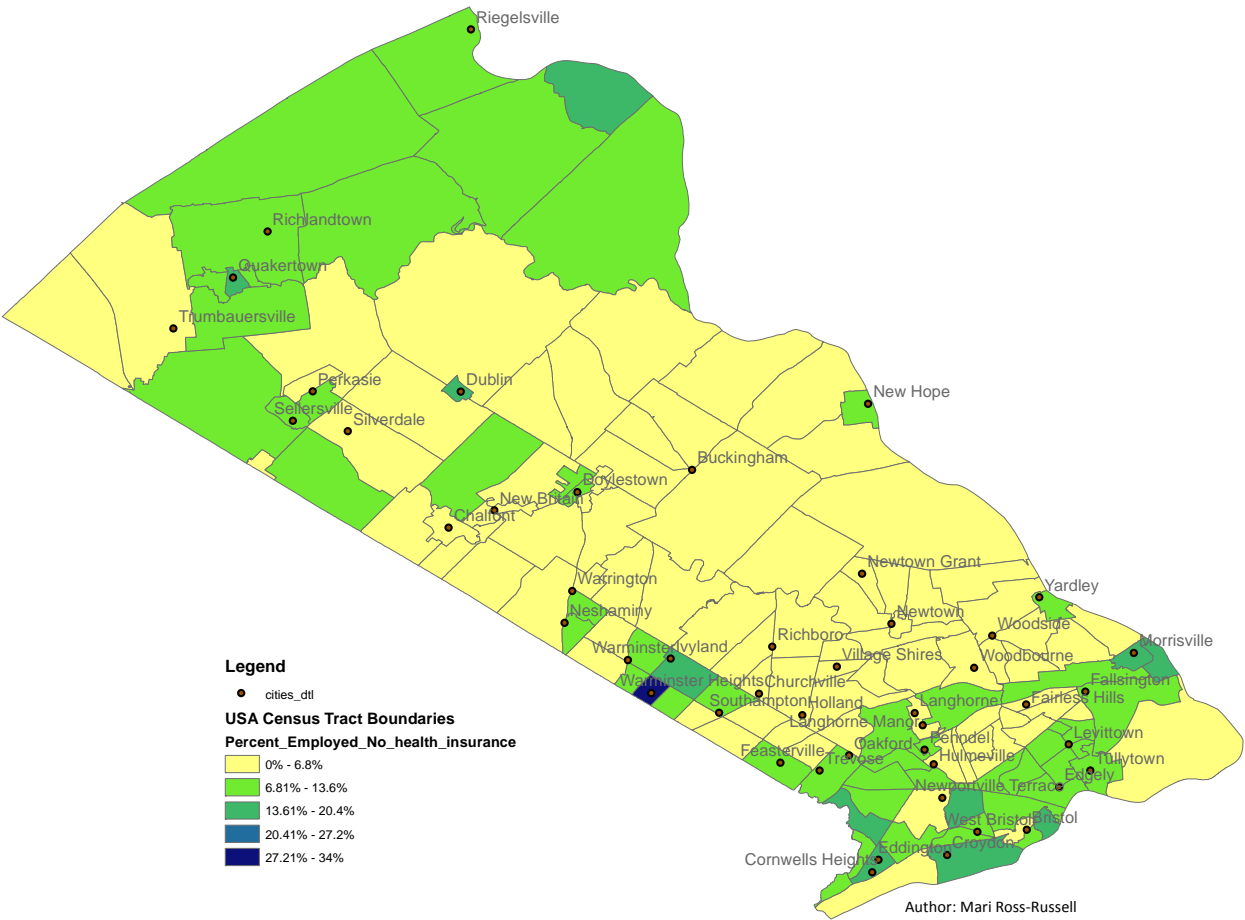 Riegelsville
Richlandtown
Quakertown
Trumbauersville
Perkasie
Dublin
New Hope
Sellersville
Silverdale
Buckingham
Doylestown
New Britain
Chalfont
Newtown Grant
Warrington
Yardley
Neshaminy
Newtown
Woodside
Richboro
Morrisville
Warminster
Ivyland
Village Shires
Woodbourne
Warminster Heights
Churchville
Fallsington
Southampton
Holland
Langhorne
Fairless Hills
Langhorne Manor
Penndel
Levittown
Feasterville
Trevose
Oakford
Hulmeville
Tullytown
Edgely
Newportville Terrace
West Bristol
Bristol
Croydon
Eddington
Cornwells Heights
Legend
cities_dtl
USA Census Tract Boundaries
Percent_Employed_No_health_insurance
0% - 6.8%
6.81% - 13.6%
13.61% - 20.4%
20.41% - 27.2%
27.21% - 34%
Author: Mari Ross-Russell